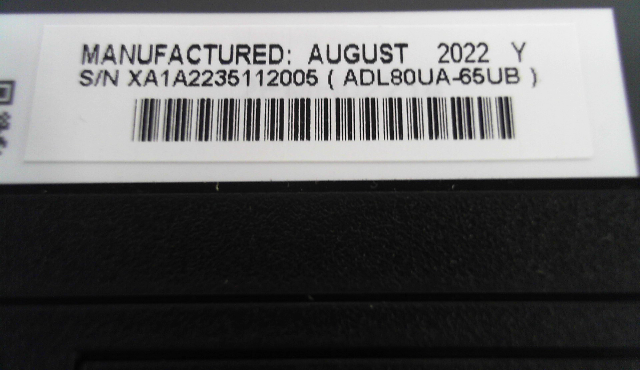 MANUFACTURED: AUGUST 2022 Y
S/N XA1A2235112005 ( ADL80UA-65UB )